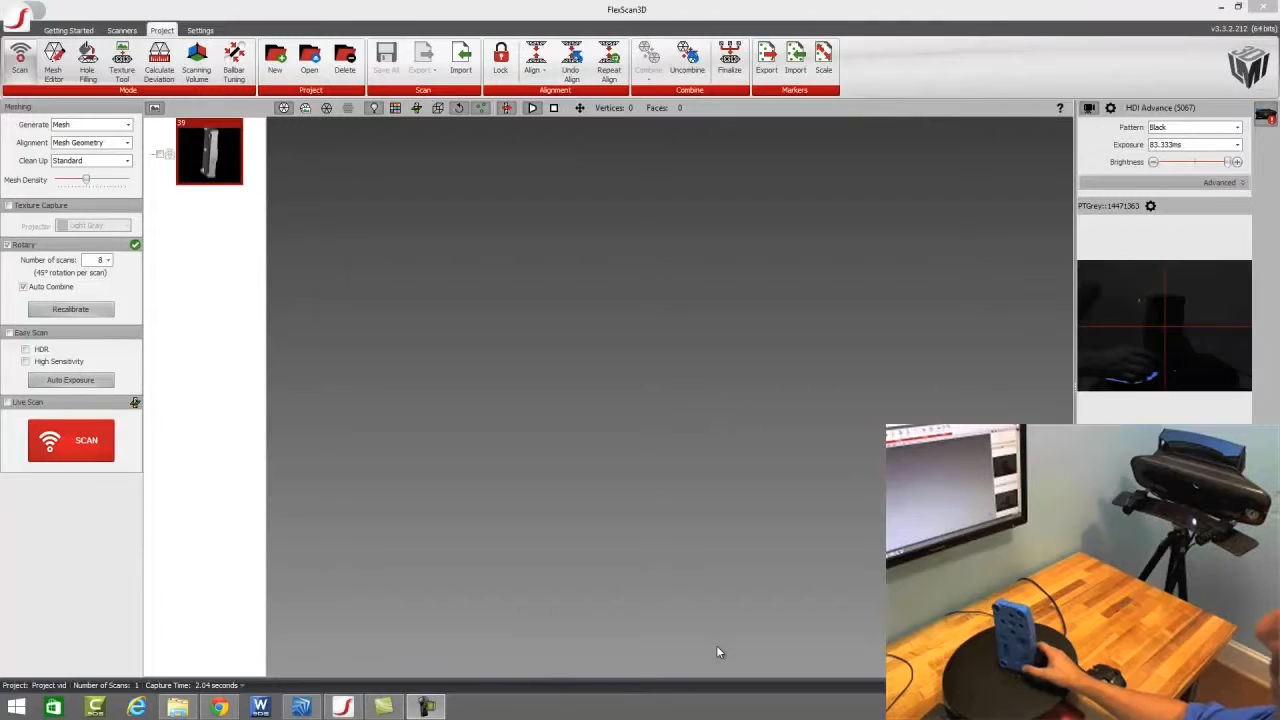 FlexScan3D
Getting Started Scanners Project Settings
v3.3.2.212 (64 bits)
Scan
Mesh Editor
Hole Filling
Texture Tool
Calculate Deviation
Scanning Volume
Ballbar Tuning
New
Open
Delete
Save All
Export
Import
Lock
Align
Undo Align
Repeat Align
Combine
Uncombine
Finalize
Export
Import
Scale
Mode Project Scan Alignment Combine Markers
Meshing
Generate Mesh
Alignment Mesh Geometry
Clean Up Standard
Mesh Density
Texture Capture
Projector Light Gray
Rotary
Number of scans: 8
(45° rotation per scan)
Auto Combine
Recalibrate
Easy Scan
HDR
High Sensitivity
Auto Exposure
Live Scan
SCAN
39
Vertices: 0 Faces: 0
?
HDI Advance (5067)
Pattern Black
Exposure 83.333ms
Brightness
Advanced
PTGrey::14471363
Project: Project vid Number of Scans: 1 Capture Time: 2.04 seconds